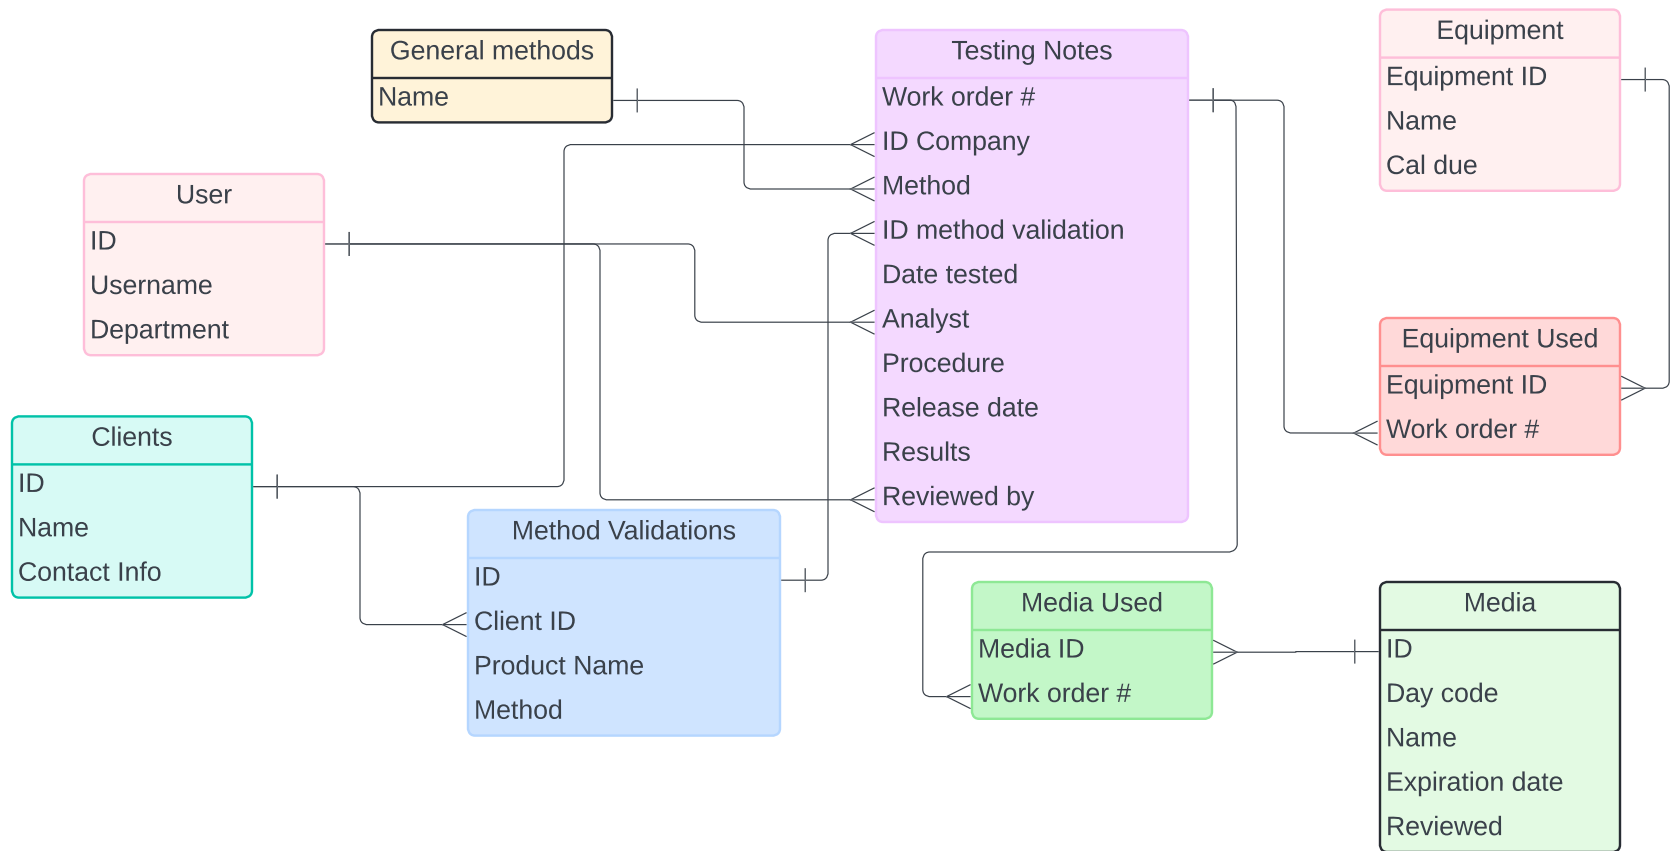 General methods
Name
Testing Notes
Work order #
ID Company
Method
ID method validation
Date tested
Analyst
Procedure
Release date
Results
Reviewed by
Equipment
Equipment ID
Name
Cal due
User
ID
Username
Department
Equipment Used
Equipment ID
Work order #
Clients
ID
Name
Contact Info
Method Validations
ID
Client ID
Product Name
Method
Media Used
Media ID
Work order #
Media
ID
Day code
Name
Expiration date
Reviewed